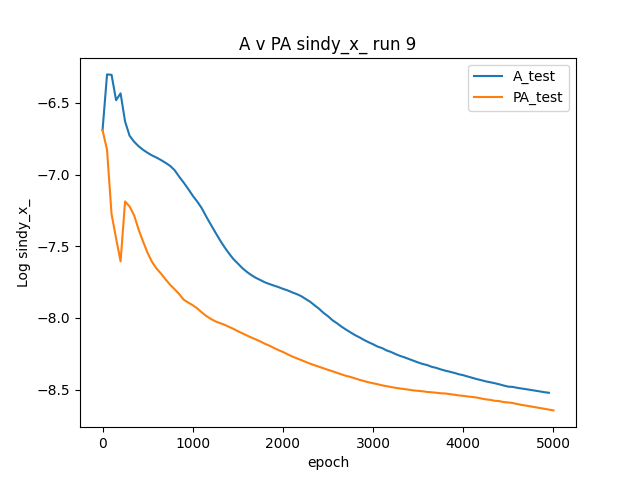 A v PA sindy_x_ run 9
A_test
PA_test
Log sindy_x_
−6.5
−7.0
−7.5
−8.0
−8.5
0 1000 2000 3000 4000 5000
epoch